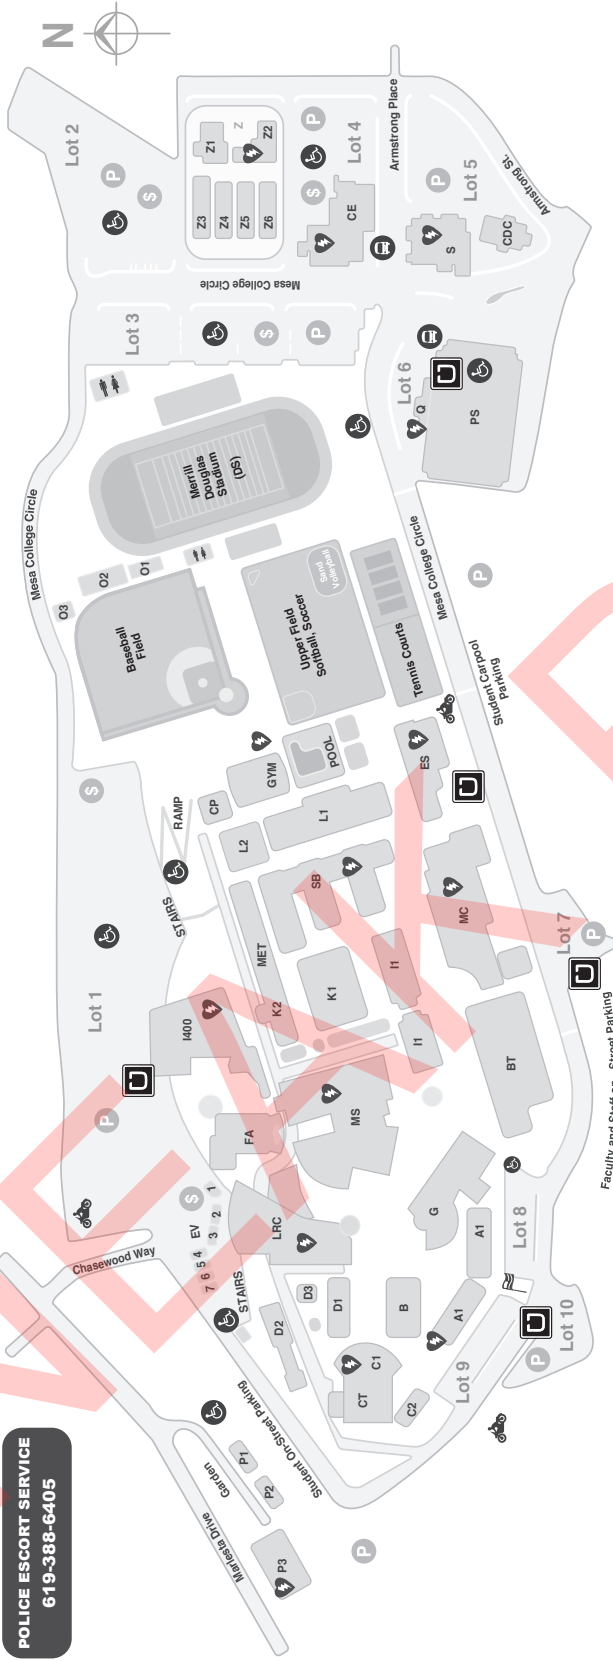 N
Lot 2
P
$
Z1
Z
Z2
Z3
Z4
Z5
Z6
P
$
Lot 4
CE
Armstrong Place
P
Lot 5
Armstrong St.
S
CDC
Mesa College Circle
Lot 3
$
P
Lot 6
Q
PS
Merrill
Douglas
Stadium
(DS)
Mesa College Circle
O3
O2
O1
Baseball
Field
Upper Field
Softball, Soccer
Sand
Volleyball
Tennis Courts
Mesa College Circle
P
Student Carpool
Parking
$
RAMP
STAIRS
CP
GYM
POOL
ES
L2
L1
MET
SB
MC
K2
K1
I1
I1
Lot 7
P
Lot 1
I400
P
FA
MS
BT
Faculty and Staff on - Street Parking
$
EV
1
2
3
4
5
6
7
STAIRS
LRC
G
A1
Lot 8
Chasewood Way
D3
D2
D1
B
A1
Lot 10
P
CT
C1
C2
Lot 9
Student On-Street Parking
Garden
P1
P2
P3
Marlesta Drive
P
POLICE ESCORT SERVICE
619-388-6405